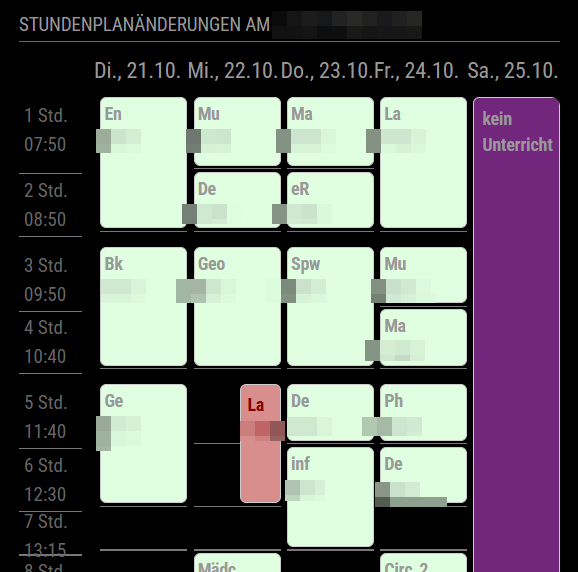 STUNDENPLANÄNDERUNGEN AM
Di., 21.10. Mi., 22.10. Do., 23.10. Fr., 24.10. Sa., 25.10.
1 Std. En Mu Ma La kein
07:50 Unterricht
2 Std. De eR
08:50
3 Std. Bk Geo Spw Mu
09:50
4 Std. Ma
10:40
5 Std. Ge La De Ph
11:40
6 Std. inf De
12:30
7 Std.
13:15
8 Std. Mädc Circ. 2